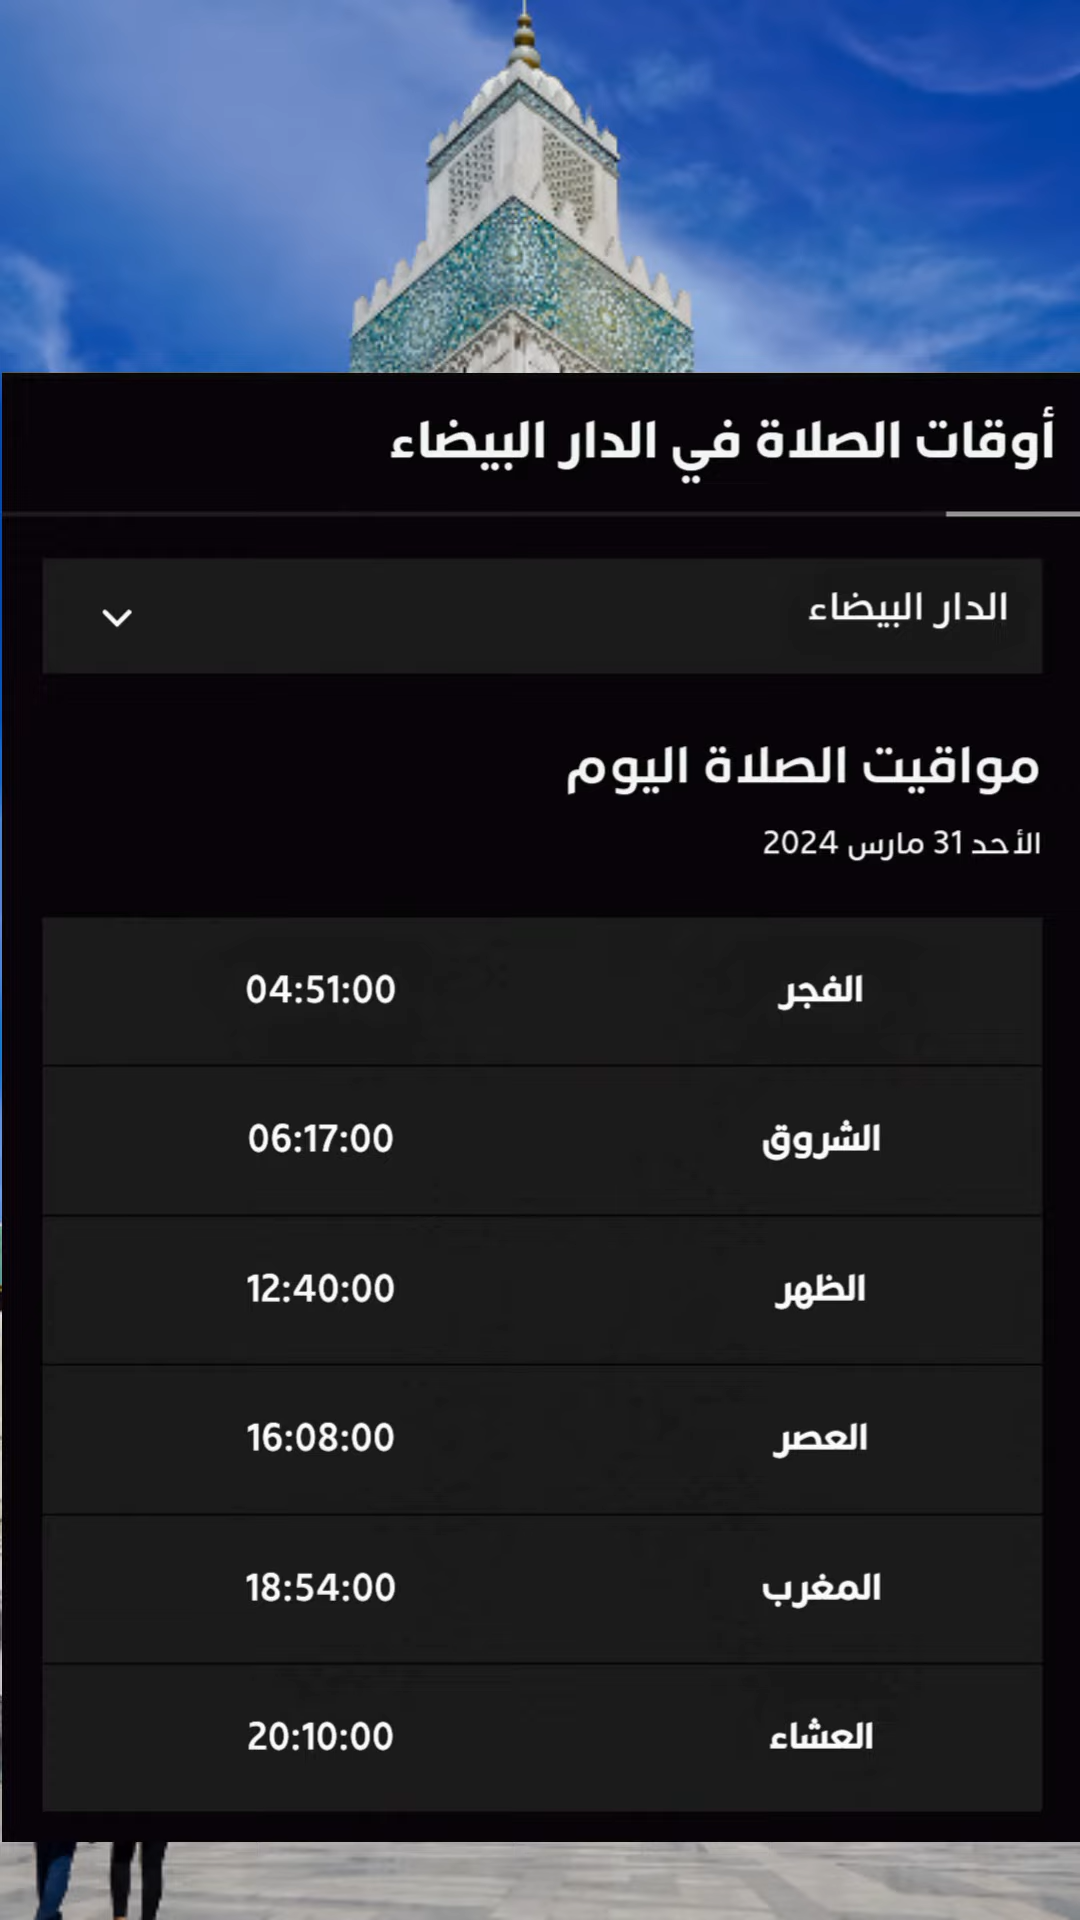 أوقات الصلاة في الدار البيضاء
الدار البيضاء
مواقيت الصلاة اليوم
الأحد 31 مارس 2024
الفجر 04:51:00
الشروق 06:17:00
الظهر 12:40:00
العصر 16:08:00
المغرب 18:54:00
العشاء 20:10:00